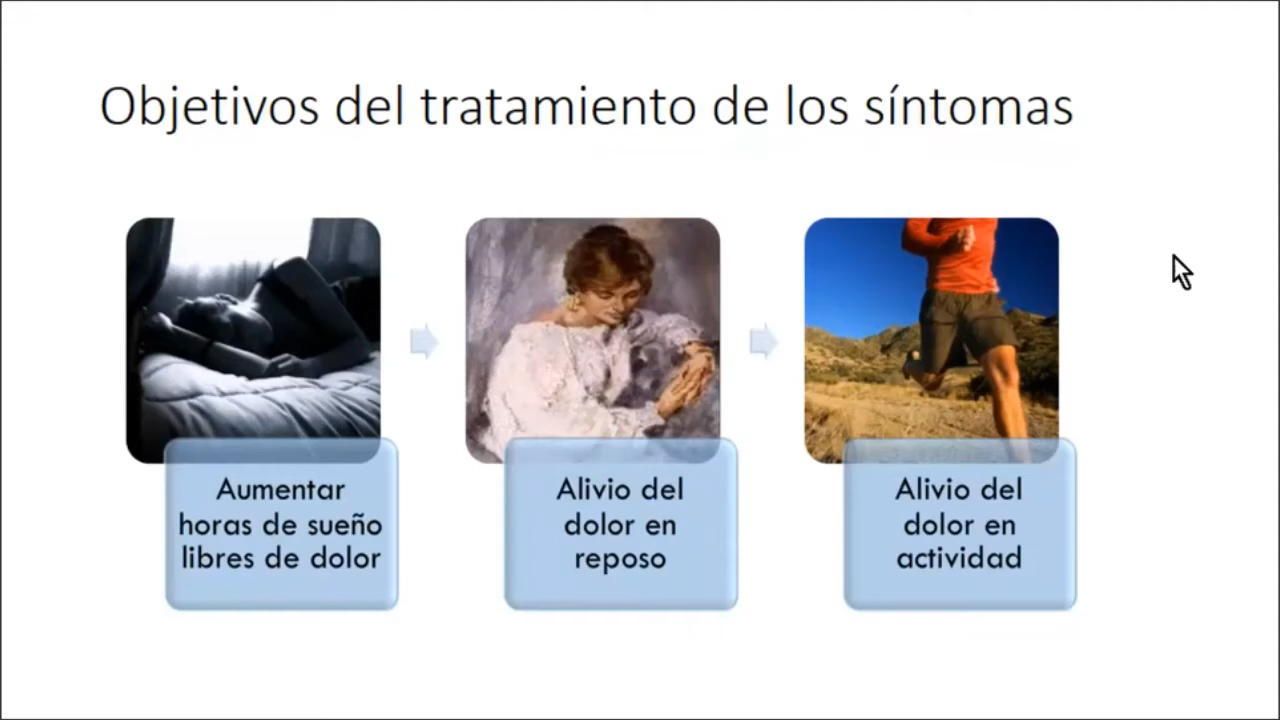 Objetivos del tratamiento de los síntomas
Aumentar
horas de sueño
libres de dolor
Alivio del
dolor en
reposo
Alivio del
dolor en
actividad